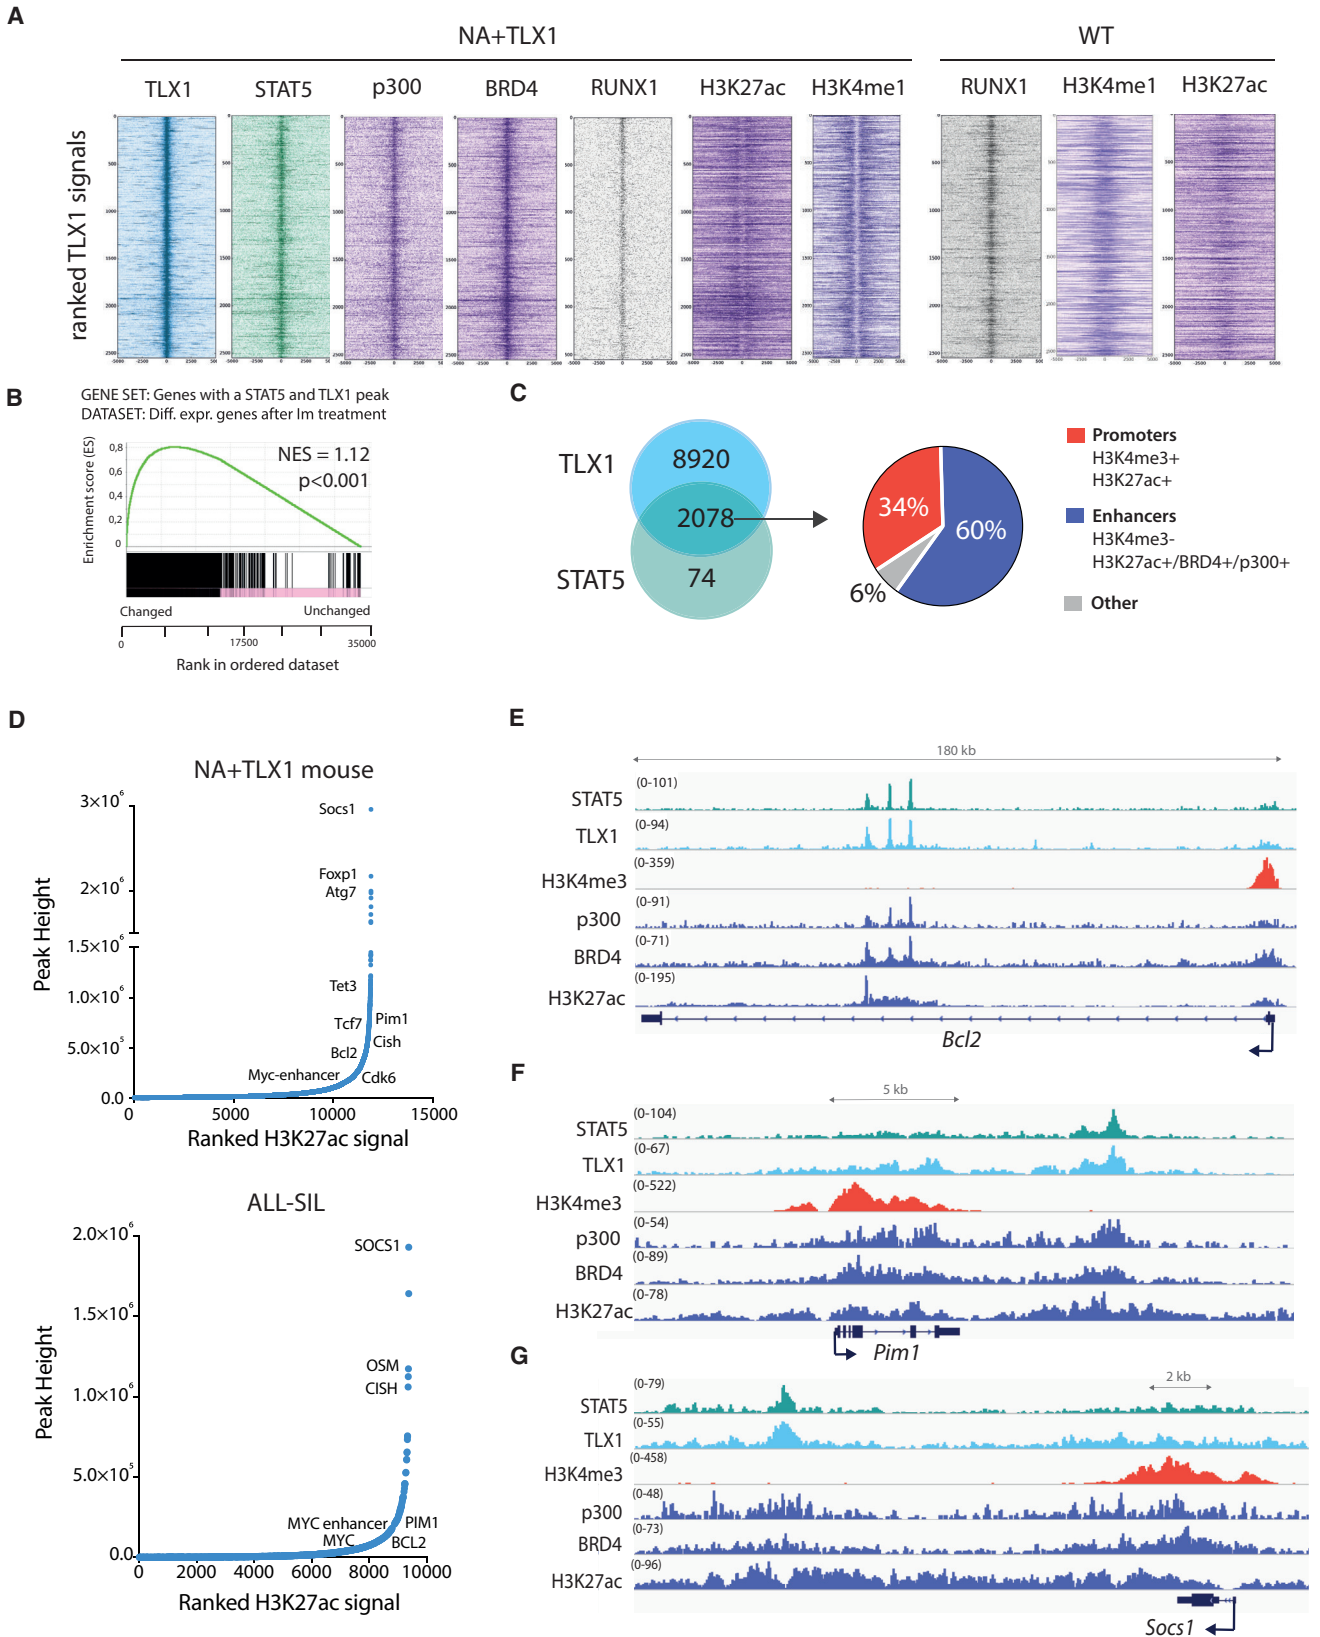 A
NA+TLX1
WT
TLX1
STAT5
p300
BRD4
RUNX1
H3K27ac
H3K4me1
RUNX1
H3K4me1
H3K27ac
ranked TLX1 signals
B
GENE SET: Genes with a STAT5 and TLX1 peak
DATASET: Diff. expr. genes after Im treatment
Enrichment score (ES)
0,8
0,6
0,4
0,2
0
NES = 1.12
p<0.001
Changed
Unchanged
0
17500
35000
Rank in ordered dataset
C
TLX1
8920
2078
STAT5
74
34%
60%
6%
Promoters
H3K4me3+
H3K27ac+
Enhancers
H3K4me3-
H3K27ac+/BRD4+/p300+
Other
D
NA+TLX1 mouse
Peak Height
3×10⁶
2×10⁶
1.5×10⁶
1.0×10⁶
5.0×10⁵
0.0
Socs1
Foxp1
Atg7
Tet3
Tcf7
Pim1
Cish
Bcl2
Myc-enhancer
Cdk6
0
5000
10000
15000
Ranked H3K27ac signal
ALL-SIL
Peak Height
2.0×10⁶
1.5×10⁶
1.0×10⁶
5.0×10⁵
0.0
SOCS1
OSM
CISH
MYC enhancer
PIM1
MYC
BCL2
0
2000
4000
6000
8000
10000
Ranked H3K27ac signal
E
180 kb
STAT5
(0-101)
TLX1
(0-94)
H3K4me3
(0-359)
p300
(0-91)
BRD4
(0-71)
H3K27ac
(0-195)
Bcl2
F
5 kb
STAT5
(0-104)
TLX1
(0-67)
H3K4me3
(0-522)
p300
(0-54)
BRD4
(0-89)
H3K27ac
(0-78)
Pim1
G
2 kb
STAT5
(0-79)
TLX1
(0-55)
H3K4me3
(0-458)
p300
(0-48)
BRD4
(0-73)
H3K27ac
(0-96)
Socs1